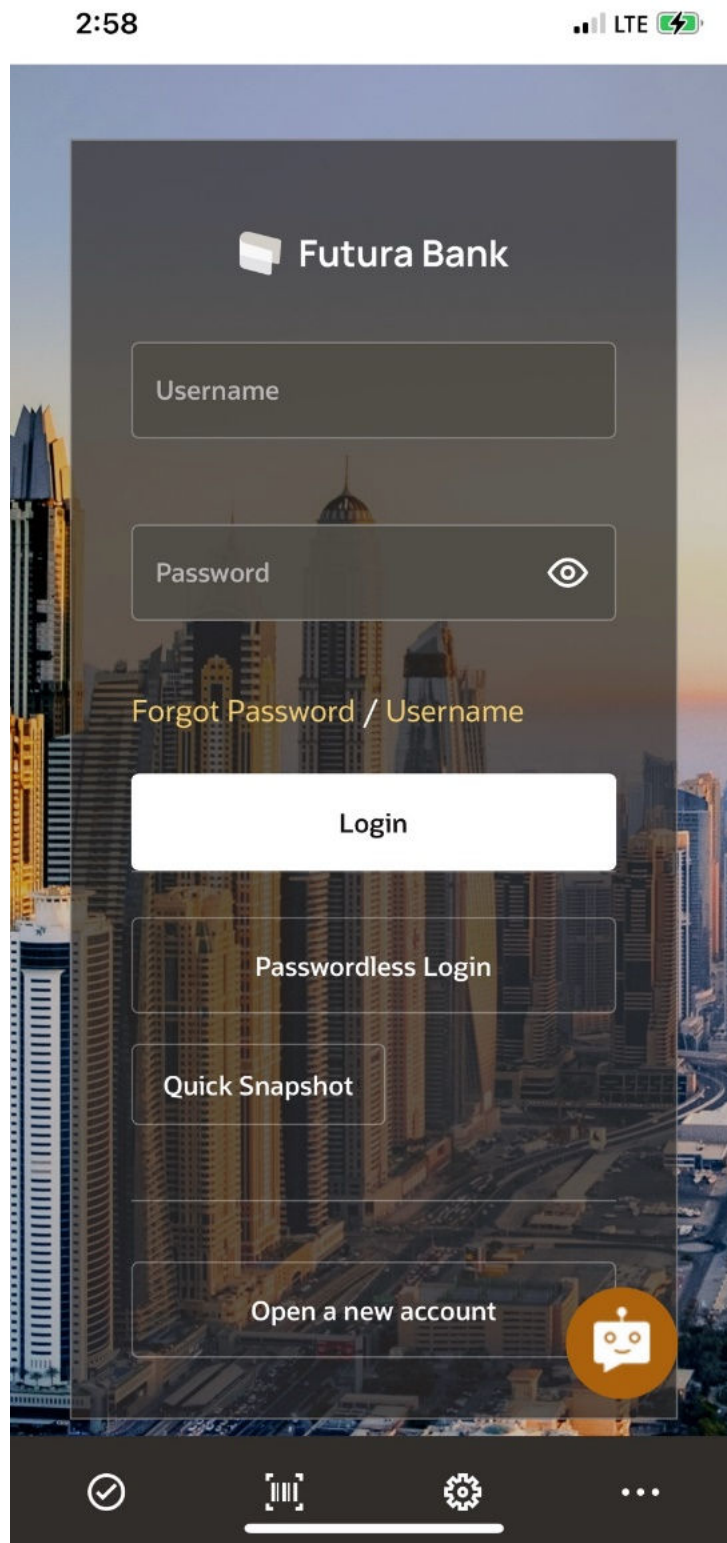 2:58 LTE
Futura Bank
Username
Password
Forgot Password / Username
Login
Passwordless Login
Quick Snapshot
Open a new account